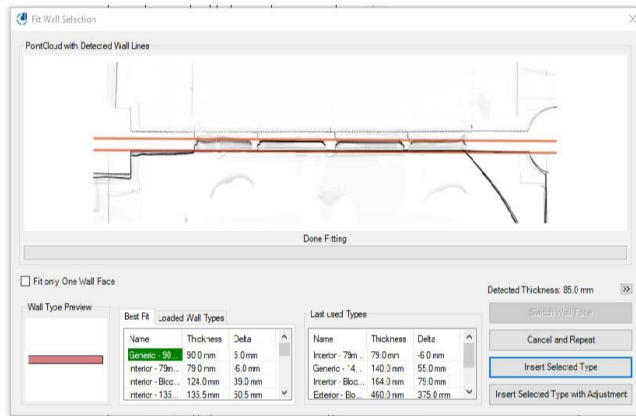 Fit Wall Selection
PointCloud with Detected Wall Lines
Done Fitting
Fit only One Wall Face
Detected Thickness: 85.0 mm >>
Wall Type Preview
Best Fit Loaded Wall Types
Last used Types
Switch Wall Face
Name Thickness Delta
Name Thickness Delta
Generic - 90... 90.0 mm 5.0 mm
Interior - 79m... 79.0 mm -6.0 mm
Cancel and Repeat
Interior - 79m... 79.0 mm -6.0 mm
Generic - '4... 140.0 mm 55.0 mm
Insert Selected Type
Interior - Bloc... 124.0 mm 39.0 mm
Interior - Bloc... 164.0 mm 79.0 mm
Interior - 135... 135.5 mm 50.5 mm
Exterior - Blo... 460.0 mm 375.0 mm
Insert Selected Type with Adjustment